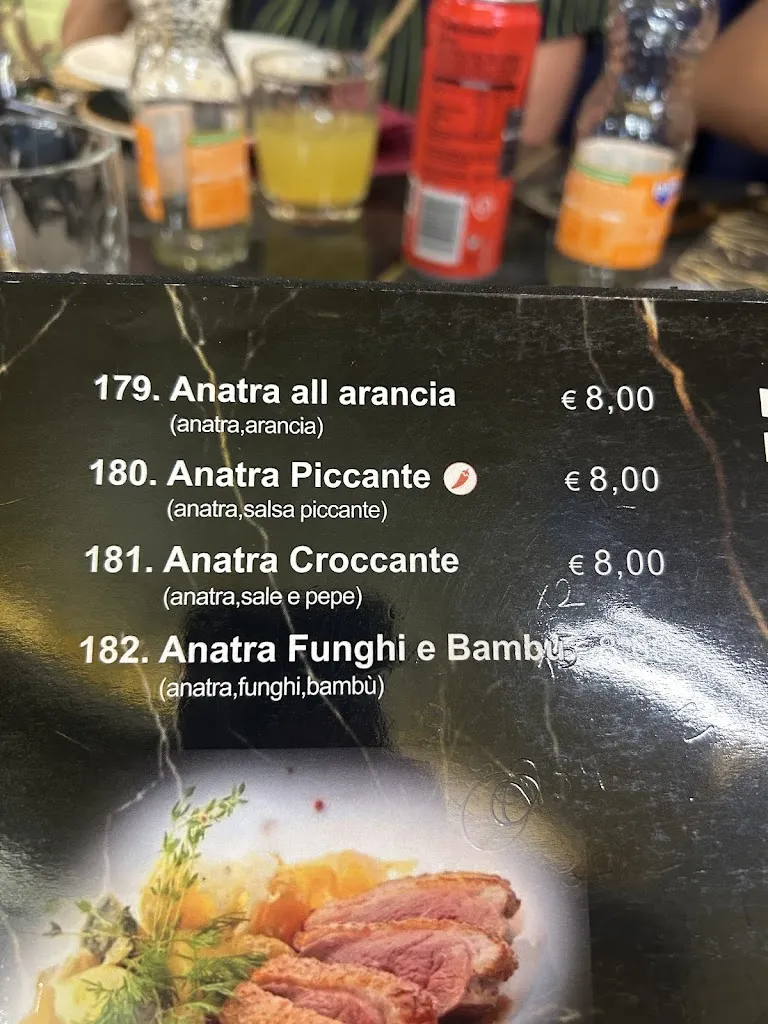 179. Anatra all arancia € 8,00
(anatra,arancia)
180. Anatra Piccante € 8,00
(anatra,salsa piccante)
181. Anatra Croccante € 8,00
(anatra,sale e pepe)
x2
182. Anatra Funghi e Bambù
(anatra,funghi,bambù)